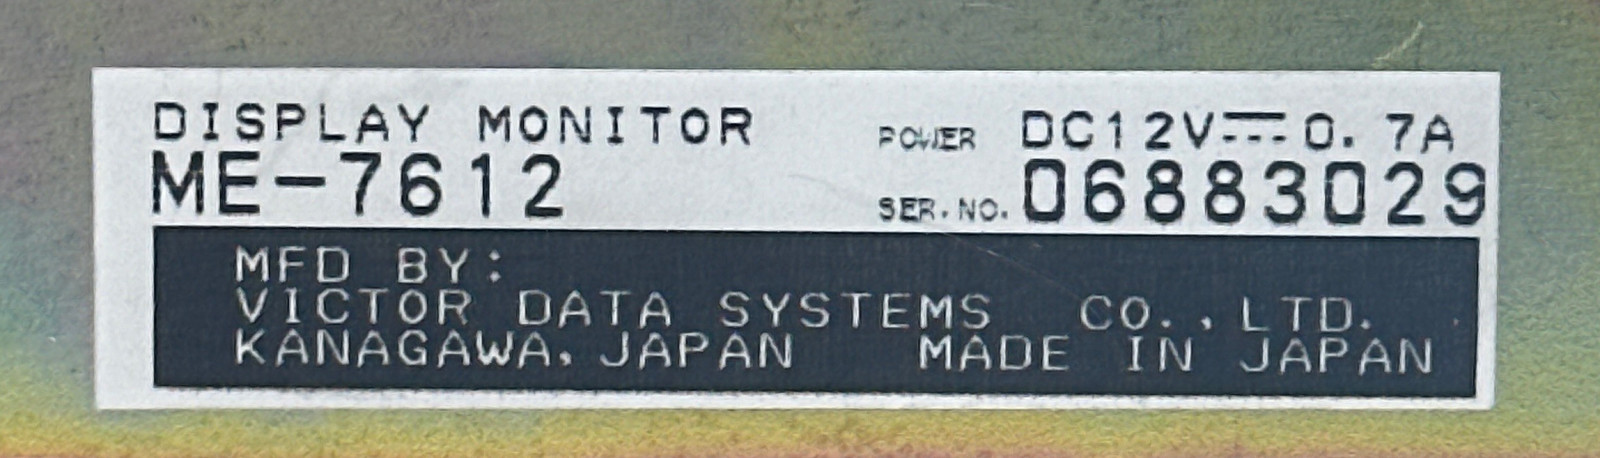 DISPLAY MONITOR
ME-7612
POWER DC12V⎓0.7A
SER.NO. 06883029
MFD BY:
VICTOR DATA SYSTEMS CO.,LTD.
KANAGAWA,JAPAN MADE IN JAPAN